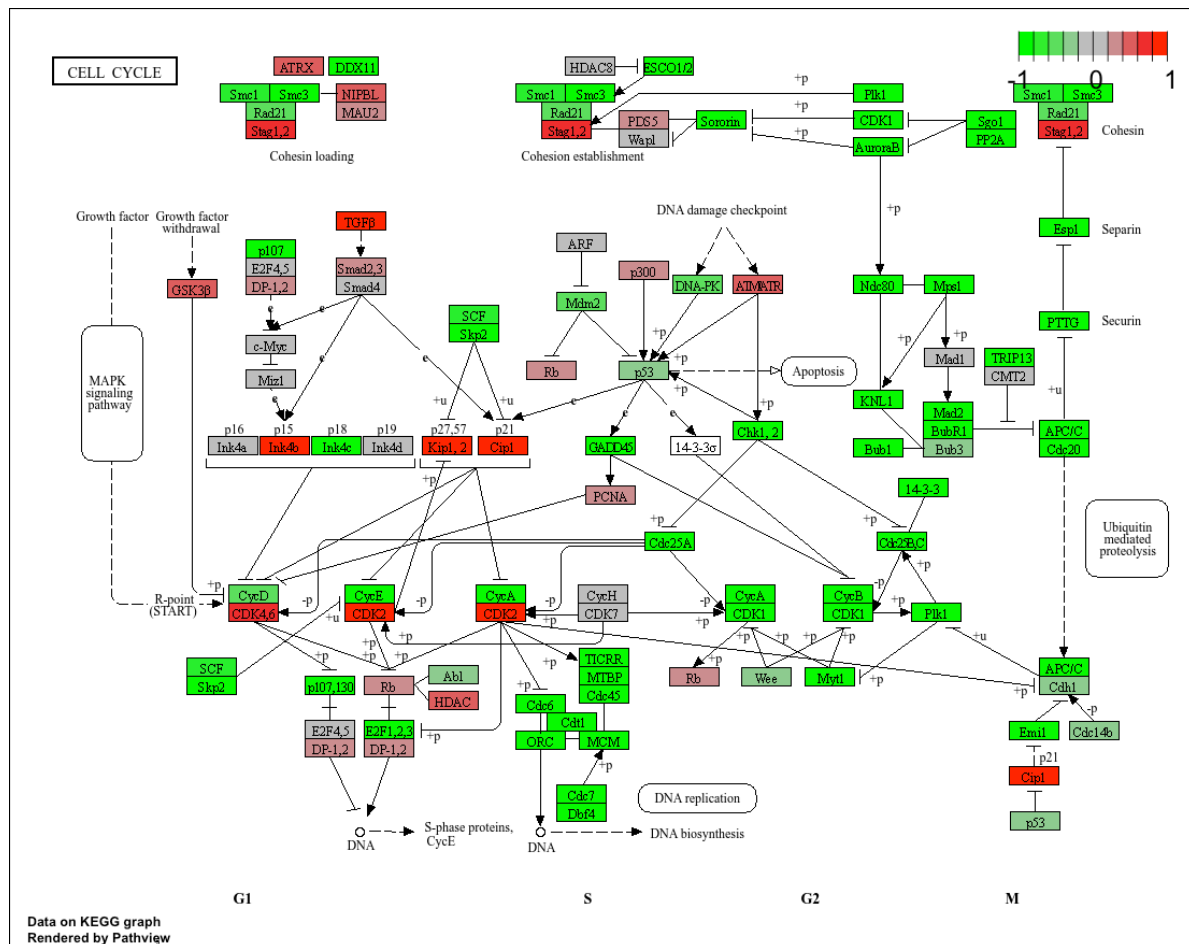 CELL CYCLE
-1 0 1
ATRX DDX11
HDAC8 ESCO1/2
+p
Smc1 Smc3 NIPBL
Smc1 Smc3
Plk1
Smc1 Smc3
Rad21 MAU2
Rad21 PDS5 Sororin
+p
CDK1 Sgo1
Rad21
Stag1,2
Stag1,2 Wapl
+p
AuroraB PP2A
Stag1,2 Cohesin
Cohesin loading
Cohesion establishment
Growth factor
Growth factor
withdrawal
TGFβ
DNA damage checkpoint
+p
Esp1 Separin
p107
E2F4,5
DP-1,2
Smad2,3
Smad4
ARF
p300
GSK3β
Mdm2
DNA-PK
ATM/ATR
Ndc80 Mps1
e
e
SCF
Skp2
+p
+p
PTTG Securin
c-Myc
Miz1
e
e
e
Rb
p53
+p
+p
+p
Apoptosis
+p
Mad1
TRIP13
CMT2
MAPK
signaling
pathway
+u
+u
e
e
e
+p
KNL1
Mad2
BubR1
Bub3
Bub1
+u
APC/C
Cdc20
p16 p15 p18 p19 p27,57 p21
Ink4a Ink4b Ink4c Ink4d Kip1, 2 Cip1
GADD45
14-3-3σ
Chk1, 2
+p
PCNA
14-3-3
+p
Cdc25A
+p
Cdc25B,C
Ubiquitin
mediated
proteolysis
R-point
(START)
+p
CycD
CDK4,6
-p
CycE
CDK2
-p
CycA
CDK2
-p
CycH
CDK7
-p
CycA
CDK1
CycB
CDK1
-p
+p
+p
Plk1
+u
+u
+p
+p
+p
+p
+p
+p
+p
+p
+p
SCF
Skp2
p107,130
Rb
Abl
HDAC
TICRR
MTBP
Cdc45
+p
Rb
+p
Wee
Myt1
+p
APC/C
Cdh1
+p
E2F4,5
DP-1,2
E2F1,2,3
DP-1,2
+p
Cdc6
Cdt1
ORC
MCM
+p
-p
Emi1
Cdc14b
p21
Cip1
Cdc7
Dbf4
DNA replication
p53
DNA
S-phase proteins,
CycE
DNA
DNA biosynthesis
G1 S G2 M
Data on KEGG graph
Rendered by Pathview